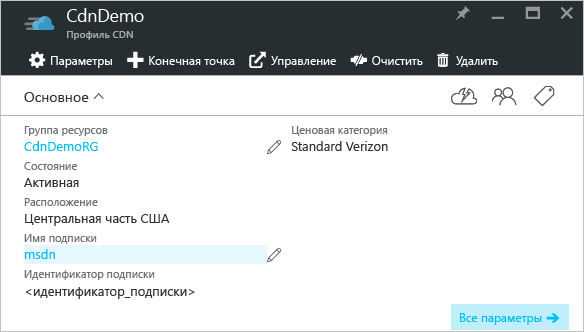 CdnDemo
Профиль CDN
Параметры Конечная точка Управление Очистить Удалить
Основное
Группа ресурсов
CdnDemoRG
Состояние
Активная
Расположение
Центральная часть США
Имя подписки
msdn
Идентификатор подписки
<идентификатор_подписки>
Ценовая категория
Standard Verizon
Все параметры